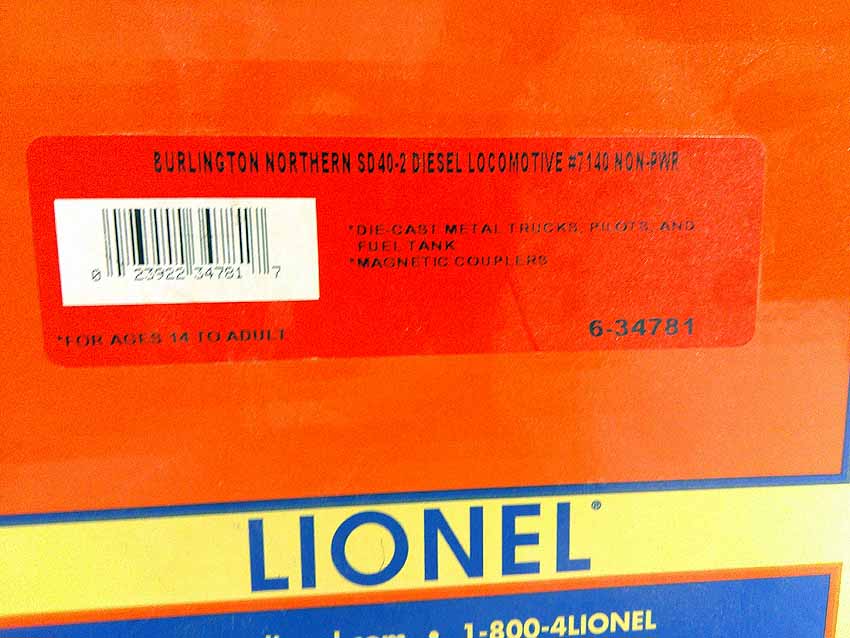 BURLINGTON NORTHERN SD40-2 DIESEL LOCOMOTIVE #7140 NON-PWR
*DIE-CAST METAL TRUCKS, PILOTS, AND
FUEL TANK
*MAGNETIC COUPLERS
0 23922 34781 7
*FOR AGES 14 TO ADULT
6-34781
LIONEL®
.com • 1-800-4LIONEL